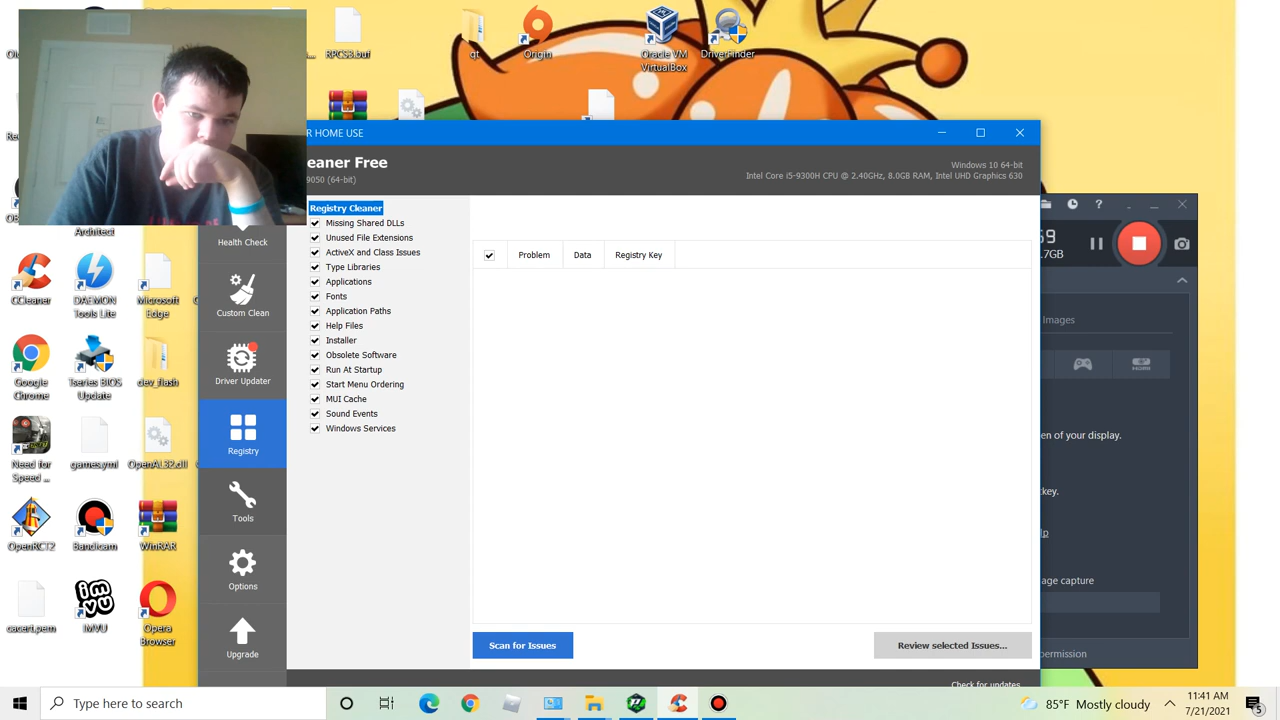 RPCS3.buf
qt
Origin
Oracle VM
VirtualBox
DriverFinder
R HOME USE
eaner Free
9050 (64-bit)
Windows 10 64-bit
Intel Core i5-9300H CPU @ 2.40GHz, 8.0GB RAM, Intel UHD Graphics 630
Architect
CCleaner
DAEMON
Tools Lite
Microsoft
Edge
Google
Chrome
Tseries BIOS
Update
dev_flash
Need for
Speed ...
games.yml
OpenAL32.dll
OpenRCT2
Bandicam
WinRAR
cacert.pem
IMVU
Opera
Browser
Health Check
Custom Clean
Driver Updater
Registry
Tools
Options
Upgrade
Registry Cleaner
Missing Shared DLLs
Unused File Extensions
ActiveX and Class Issues
Type Libraries
Applications
Fonts
Application Paths
Help Files
Installer
Obsolete Software
Run At Startup
Start Menu Ordering
MUI Cache
Sound Events
Windows Services
Problem Data Registry Key
Scan for Issues
Review selected Issues...
Check for updates
59
.7GB
Images
HDMI
en of your display.
key.
lp
age capture
permission
Type here to search
85°F Mostly cloudy
11:41 AM
7/21/2021
5